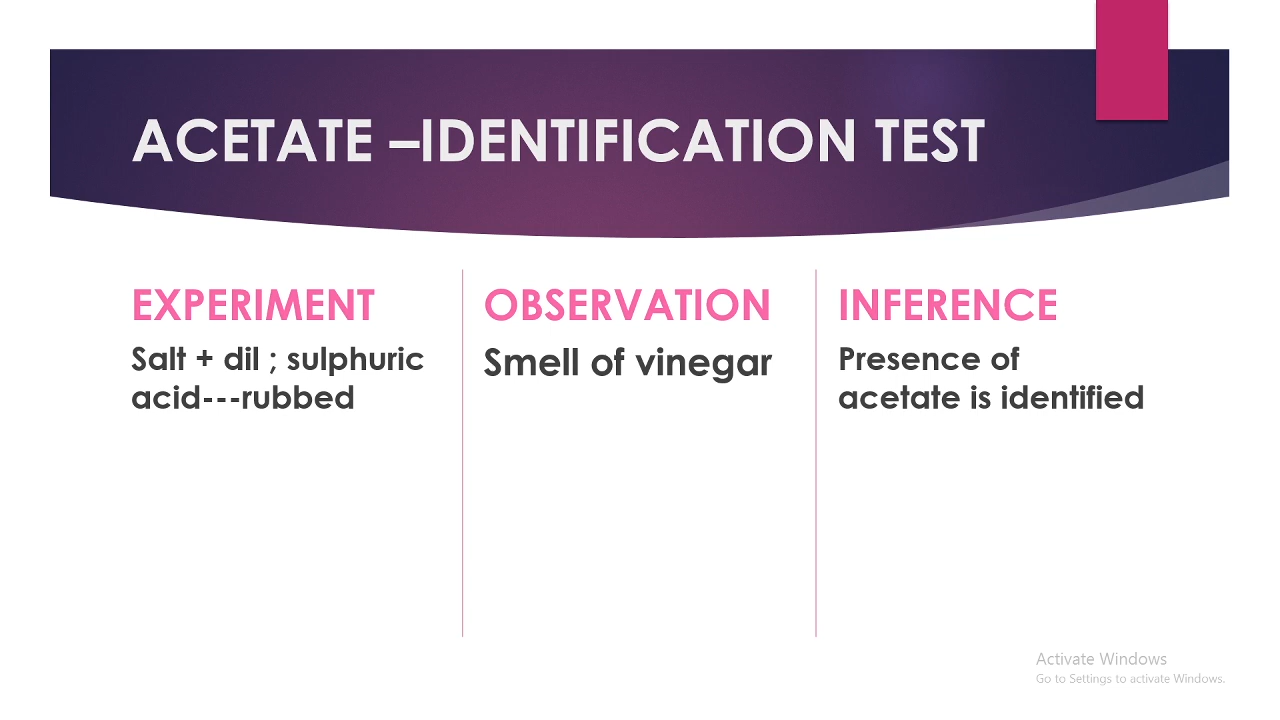 ACETATE –IDENTIFICATION TEST
EXPERIMENT
Salt + dil ; sulphuric
acid---rubbed
OBSERVATION
Smell of vinegar
INFERENCE
Presence of
acetate is identified
Activate Windows
Go to Settings to activate Windows.